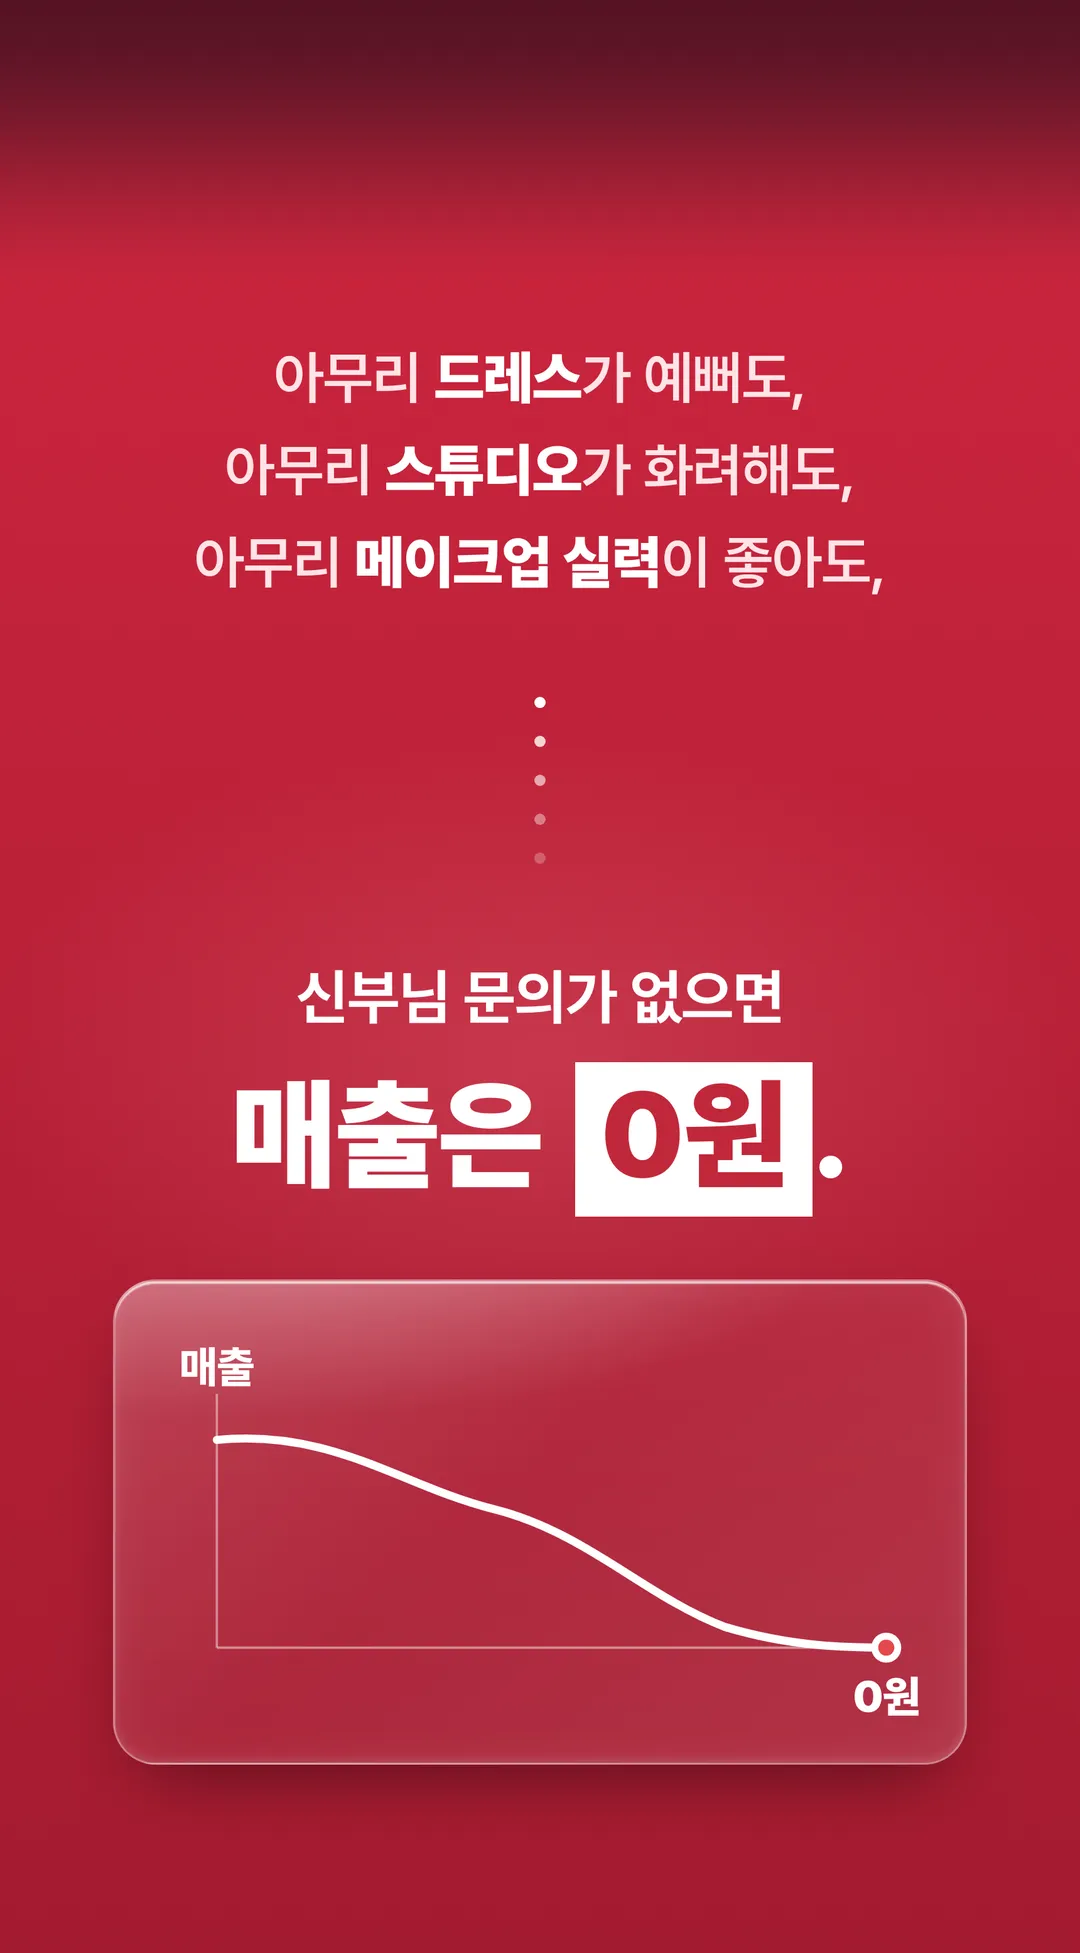 아무리 드레스가 예뻐도,
아무리 스튜디오가 화려해도,
아무리 메이크업 실력이 좋아도,
신부님 문의가 없으면
매출은 0원.
매출
0원